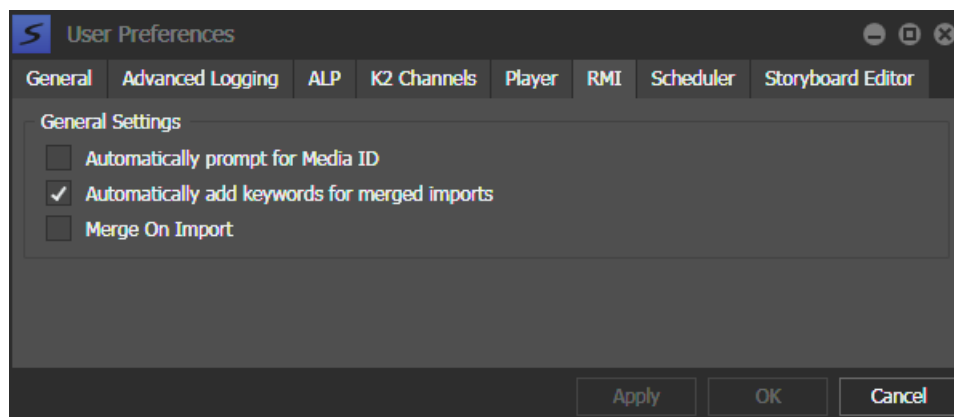 S User Preferences
General Advanced Logging ALP K2 Channels Player RMI Scheduler Storyboard Editor
General Settings
Automatically prompt for Media ID
Automatically add keywords for merged imports
Merge On Import
Apply OK Cancel